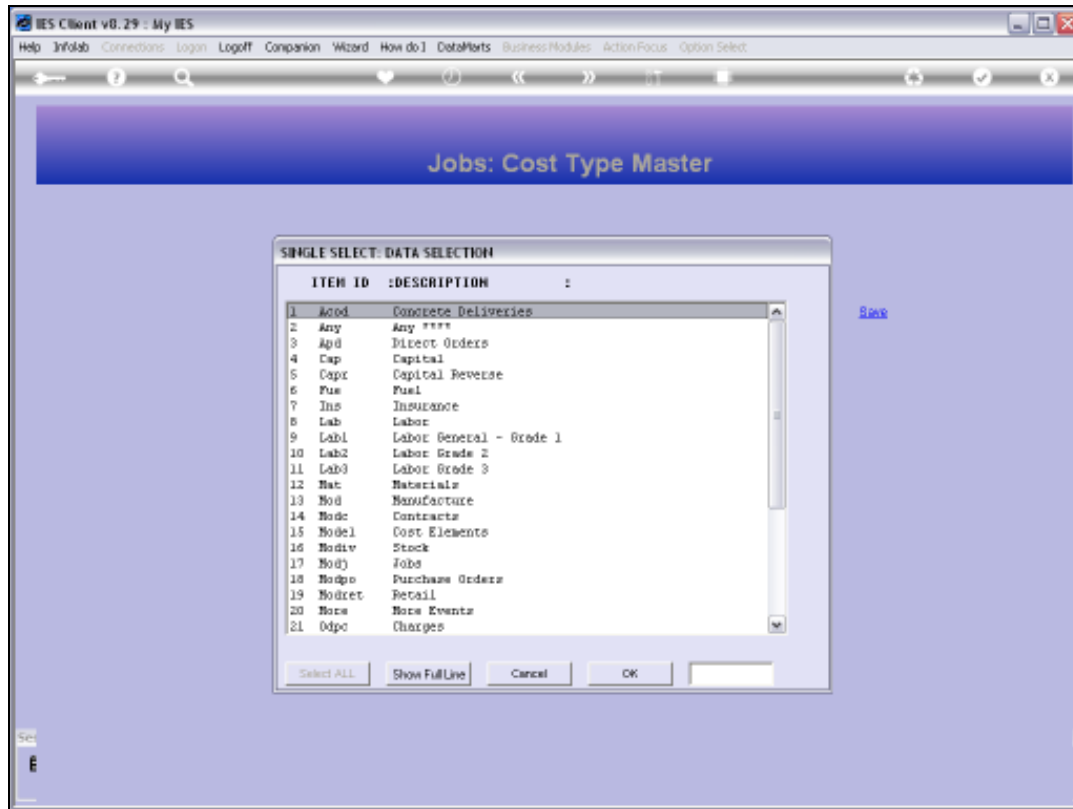 IES Client v8.29 : My IES
Help Infolab Connections Logon Logoff Companion Wizard How do I DataMarts Business Modules Action Focus Option Select
Jobs: Cost Type Master
SINGLE SELECT: DATA SELECTION
ITEM ID :DESCRIPTION :
1 Acod Concrete Deliveries
2 Any Any ****
3 Apd Direct Orders
4 Cap Capital
5 Capr Capital Reverse
6 Fue Fuel
7 Ins Insurance
8 Lab Labor
9 Lab1 Labor General - Grade 1
10 Lab2 Labor Grade 2
11 Lab3 Labor Grade 3
12 Mat Materials
13 Mod Manufacture
14 Modc Contracts
15 Model Cost Elements
16 Modiv Stock
17 Modj Jobs
18 Modpo Purchase Orders
19 Modret Retail
20 More More Events
21 Odpc Charges
Save
Select ALL Show Full Line Cancel OK